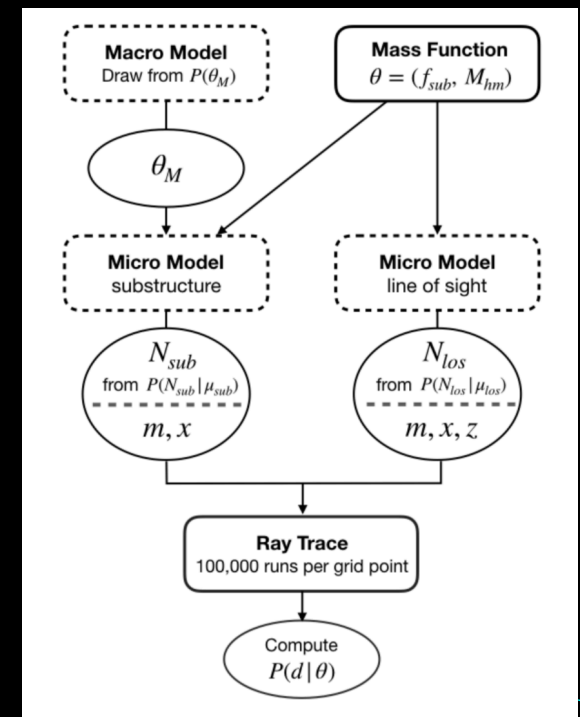 Macro Model
Draw from P(θ_M)
Mass Function
θ = (f_sub, M_hm)
θ_M
Micro Model
substructure
Micro Model
line of sight
N_sub
from P(N_sub|μ_sub)
m, x
N_los
from P(N_los|μ_los)
m, x, z
Ray Trace
100,000 runs per grid point
Compute
P(d|θ)